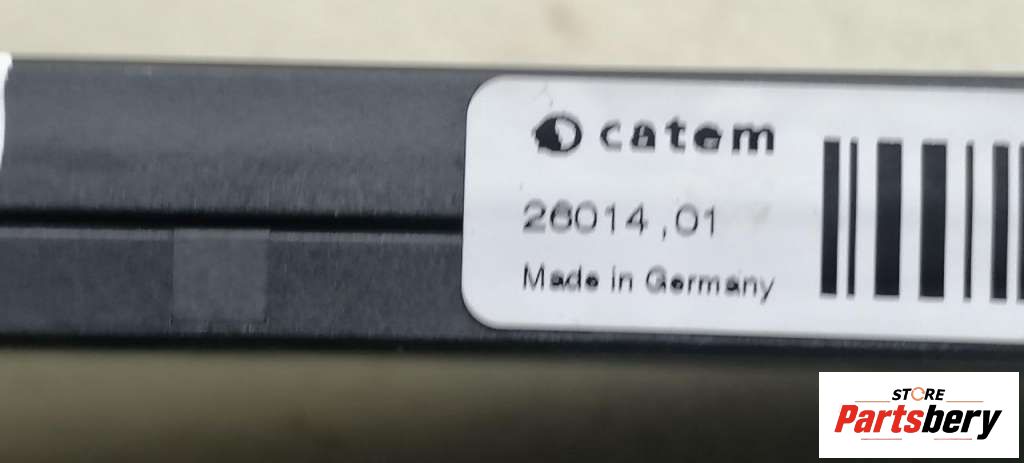 catem
26014,01
Made in Germany
STORE
Partsbery